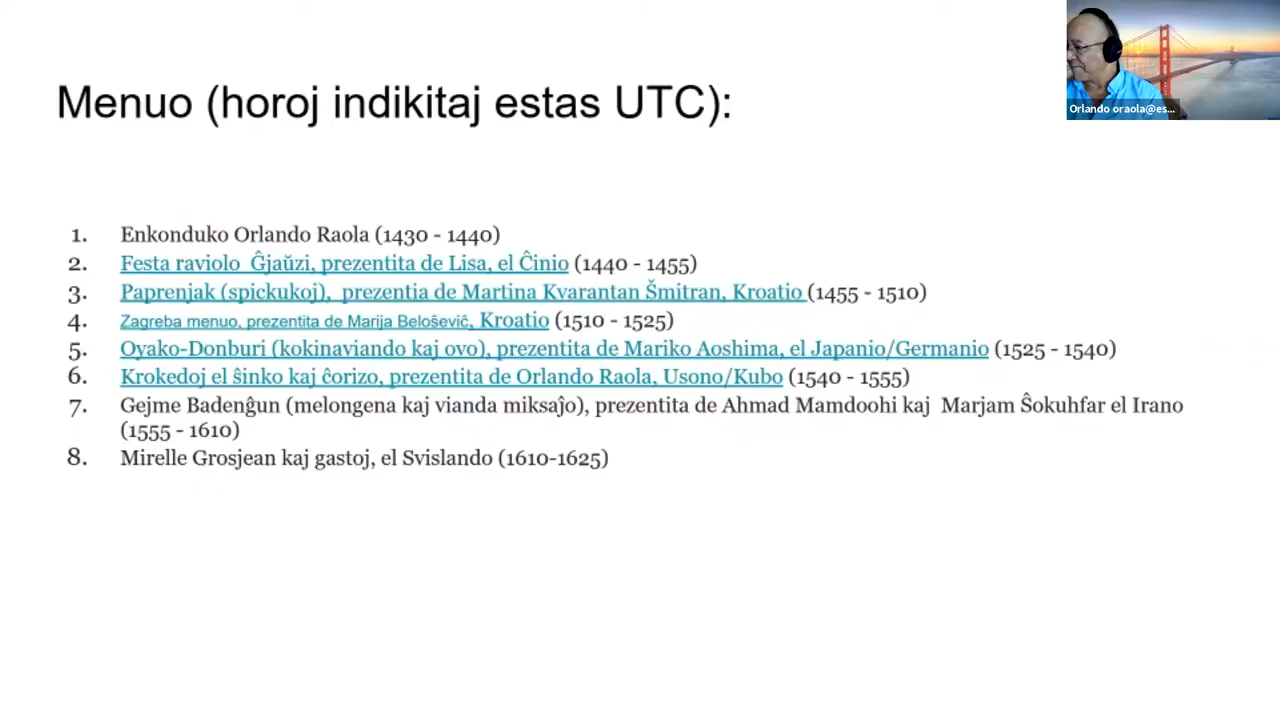 Orlando oraola@es...
Menuo (horoj indikitaj estas UTC):
1. Enkonduko Orlando Raola (1430 - 1440)
2. Festa raviolo Ĝjaŭzi, prezentita de Lisa, el Ĉinio (1440 - 1455)
3. Paprenjak (spickukoj), prezentia de Martina Kvarantan Šmitran, Kroatio (1455 - 1510)
4. Zagreba menuo, prezentita de Marija Beloŝeviĉ, Kroatio (1510 - 1525)
5. Oyako-Donburi (kokinaviando kaj ovo), prezentita de Mariko Aoshima, el Japanio/Germanio (1525 - 1540)
6. Krokedoj el ŝinko kaj ĉorizo, prezentita de Orlando Raola, Usono/Kubo (1540 - 1555)
7. Gejme Badenĝun (melongena kaj vianda miksaĵo), prezentita de Ahmad Mamdoohi kaj Marjam Ŝokuhfar el Irano
(1555 - 1610)
8. Mirelle Grosjean kaj gastoj, el Svislando (1610-1625)